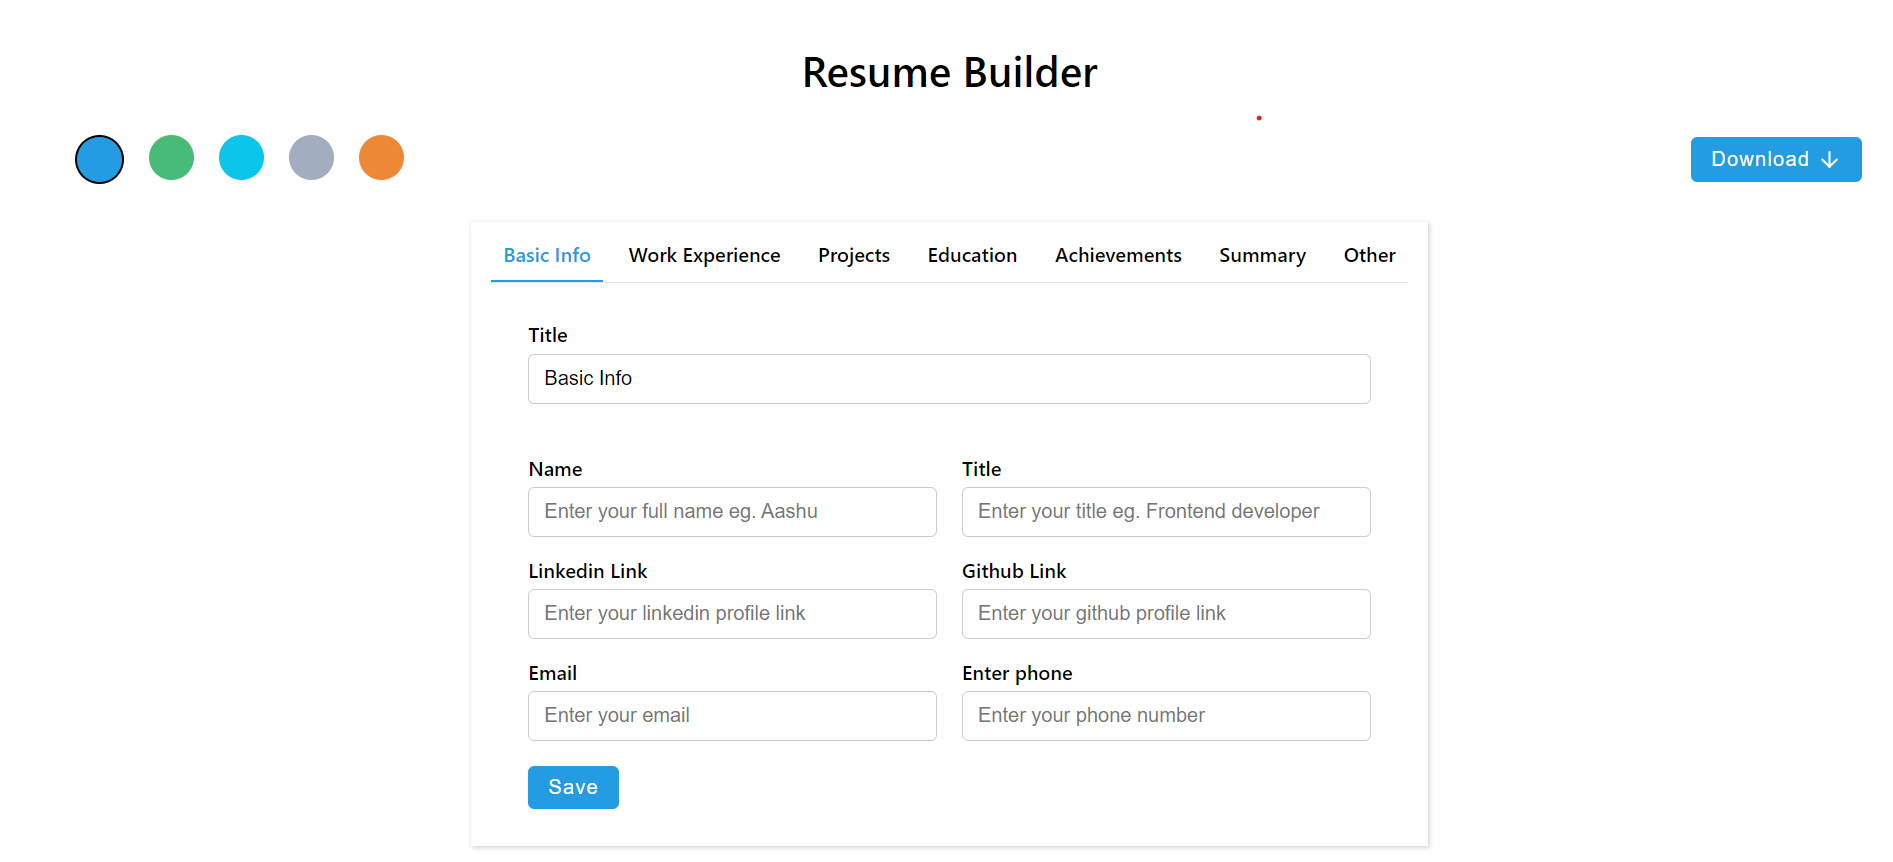 Resume Builder
Download
Basic Info Work Experience Projects Education Achievements Summary Other
Title
Basic Info
Name Title
Enter your full name eg. Aashu Enter your title eg. Frontend developer
Linkedin Link Github Link
Enter your linkedin profile link Enter your github profile link
Email Enter phone
Enter your email Enter your phone number
Save